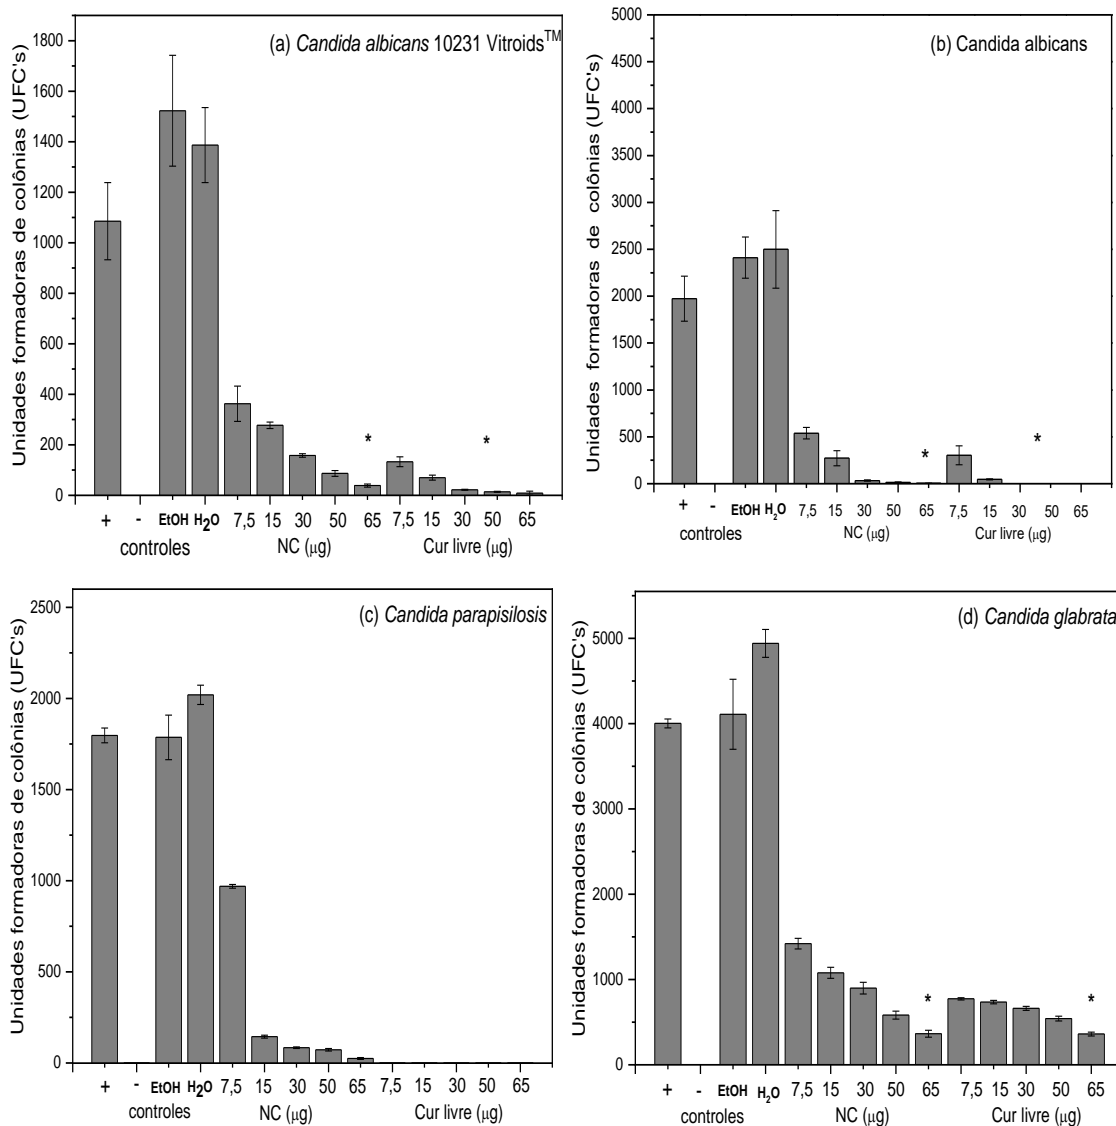 (a) Candida albicans 10231 Vitroids™
Unidades formadoras de colônias (UFC's)
1800
1600
1400
1200
1000
800
600
400
200
0
* *
+ - EtOH H₂O 7,5 15 30 50 65 7,5 15 30 50 65
controles NC (µg) Cur livre (µg)
(b) Candida albicans
Unidades formadoras de colônias (UFC's)
5000
4500
4000
3500
3000
2500
2000
1500
1000
500
0
* *
+ - EtOH H₂O 7,5 15 30 50 65 7,5 15 30 50 65
controles NC (µg) Cur livre (µg)
(c) Candida parapisilosis
Unidades formadoras de colônias (UFC's)
2500
2000
1500
1000
500
0
+ - EtOH H₂O 7,5 15 30 50 65 7,5 15 30 50 65
controles NC (µg) Cur livre (µg)
(d) Candida glabrata
Unidades formadoras de colônias (UFC's)
5000
4000
3000
2000
1000
0
* *
+ - EtOH H₂O 7,5 15 30 50 65 7,5 15 30 50 65
controles NC (µg) Cur livre (µg)